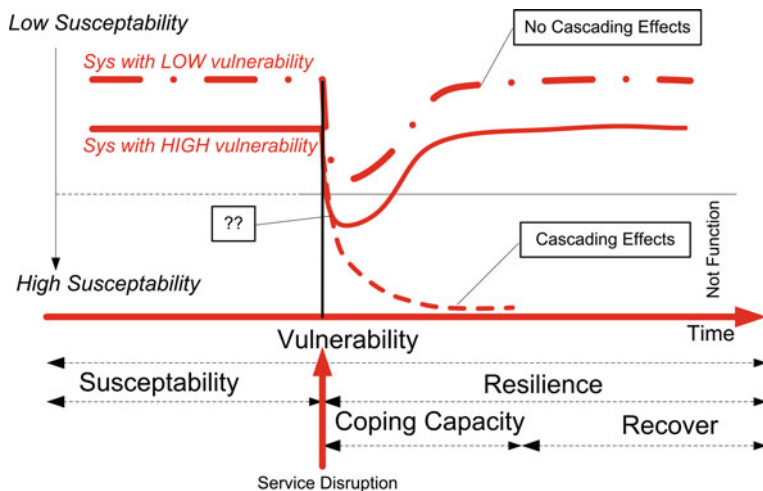 Low Susceptability
No Cascading Effects
Sys with LOW vulnerability
Sys with HIGH vulnerability
??
Cascading Effects
Not Function
High Susceptability
Time
Vulnerability
Susceptability
Resilience
Coping Capacity
Recover
Service Disruption